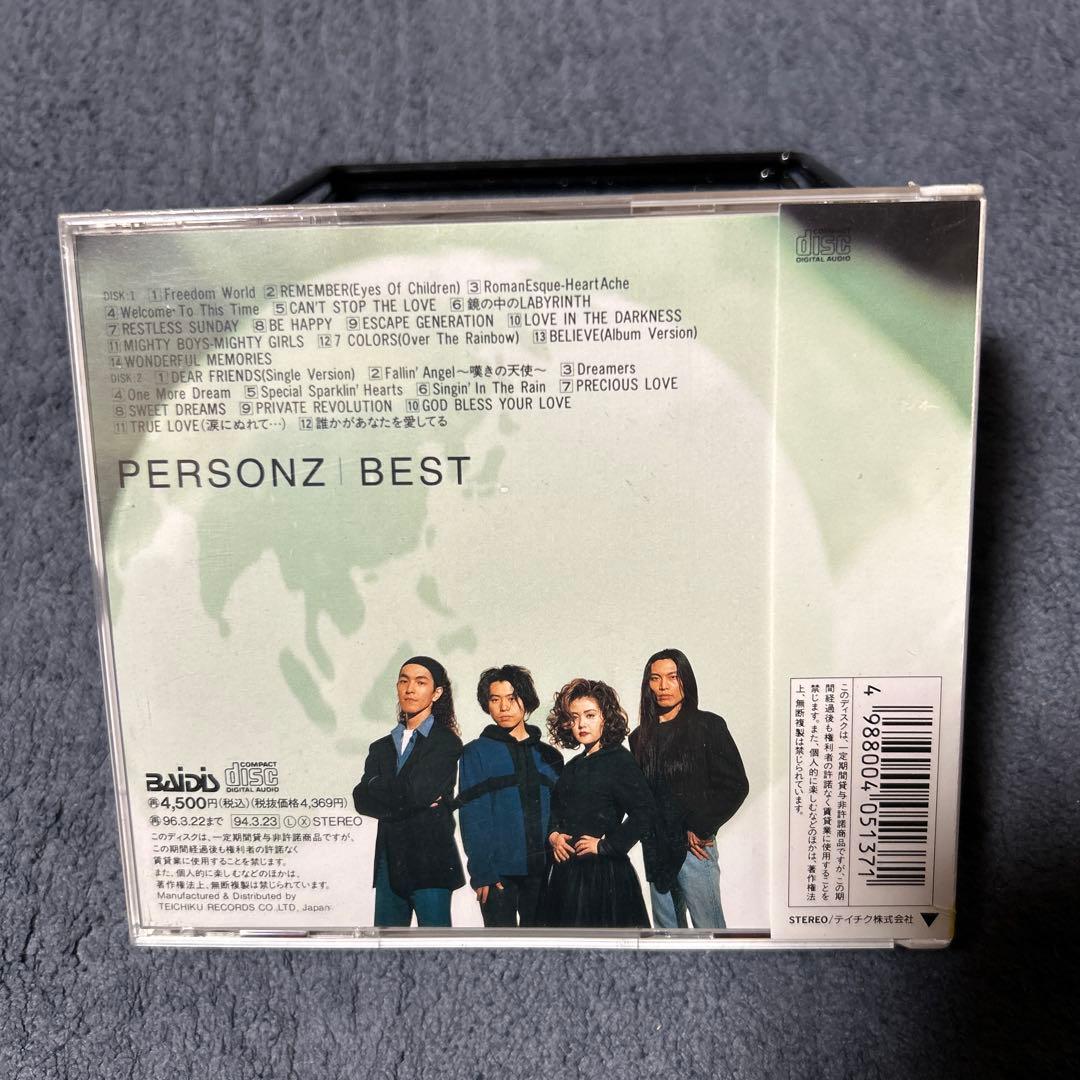 DISK:1 1 Freedom World 2 REMEMBER(Eyes Of Children) 3 RomanEsque-HeartAche
4 Welcome To This Time 5 CAN'T STOP THE LOVE 6 鏡の中のLABYRINTH
7 RESTLESS SUNDAY 8 BE HAPPY 9 ESCAPE GENERATION 10 LOVE IN THE DARKNESS
11 MIGHTY BOYS-MIGHTY GIRLS 12 7 COLORS(Over The Rainbow) 13 BELIEVE(Album Version)
14 WONDERFUL MEMORIES
DISK:2 1 DEAR FRIENDS(Single Version) 2 Fallin' Angel〜嘆きの天使〜 3 Dreamers
4 One More Dream 5 Special Sparklin' Hearts 6 Singin' In The Rain 7 PRECIOUS LOVE
8 SWEET DREAMS 9 PRIVATE REVOLUTION 10 GOD BLESS YOUR LOVE
11 TRUE LOVE(涙にぬれて…) 12 誰かがあなたを愛してる
PERSONZ | BEST
BAIDIS COMPACT disc DIGITAL AUDIO
再4,500円(税込)(税抜価格4,369円)
再96.3.22まで 94.3.23 Ⓛ Ⓧ STEREO
このディスクは、一定期間貸与非許諾商品ですが、
この期間経過後も権利者の許諾なく
賃貸業に使用することを禁じます。
また、個人的に楽しむなどのほかは、
著作権法上、無断複製は禁じられています。
Manufactured & Distributed by
TEICHIKU RECORDS CO.,LTD., Japan
COMPACT disc DIGITAL AUDIO
このディスクは、一定期間貸与非許諾商品ですが、この期
間経過後も権利者の許諾なく賃貸業に使用することを
禁じます。また、個人的に楽しむなどのほかは、著作権法
上、無断複製は禁じられています。
4 988004 051371
STEREO/テイチク株式会社 ▼